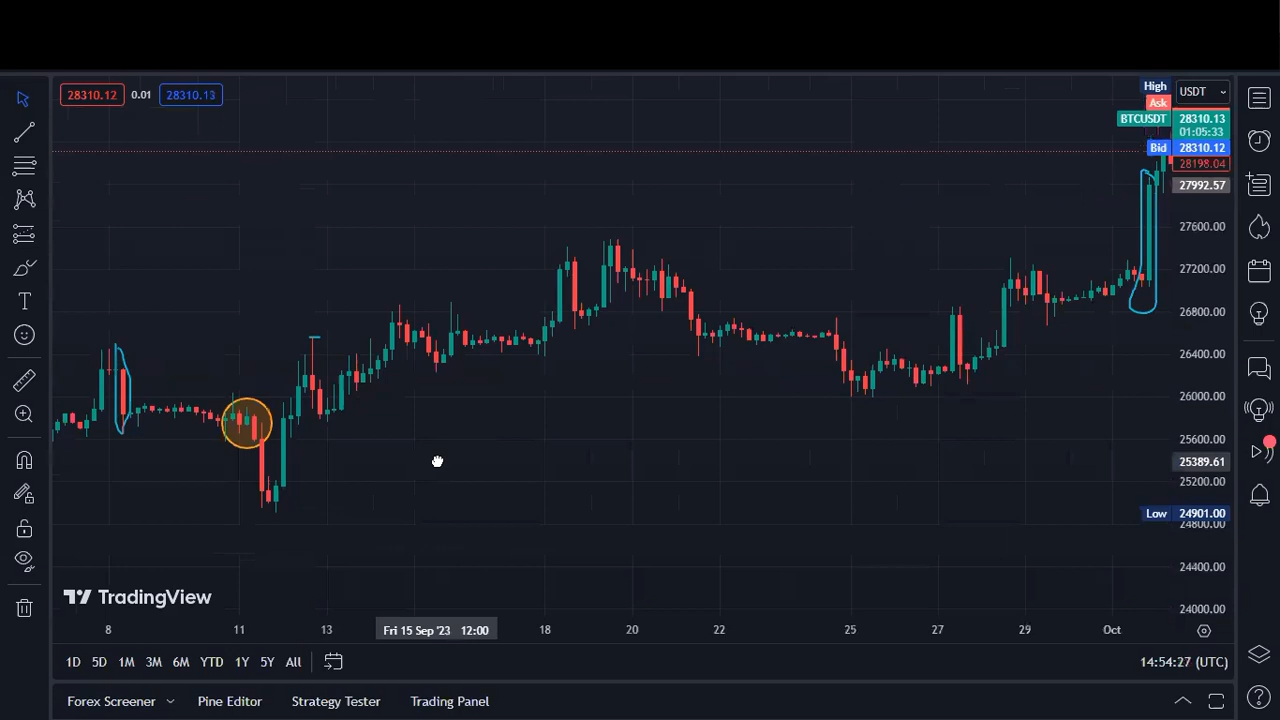 High
28310.12 0.01 28310.13 USDT
Ask
BTCUSDT 28310.13
01:05:33
Bid 28310.12
28198.04
27992.57
27600.00
27200.00
26800.00
26400.00
26000.00
25600.00
25389.61
25200.00
Low 24901.00
24800.00
24400.00
TradingView
24000.00
8 11 13 Fri 15 Sep '23 12:00 18 20 22 25 27 29 Oct
1D 5D 1M 3M 6M YTD 1Y 5Y All 14:54:27 (UTC)
Forex Screener Pine Editor Strategy Tester Trading Panel